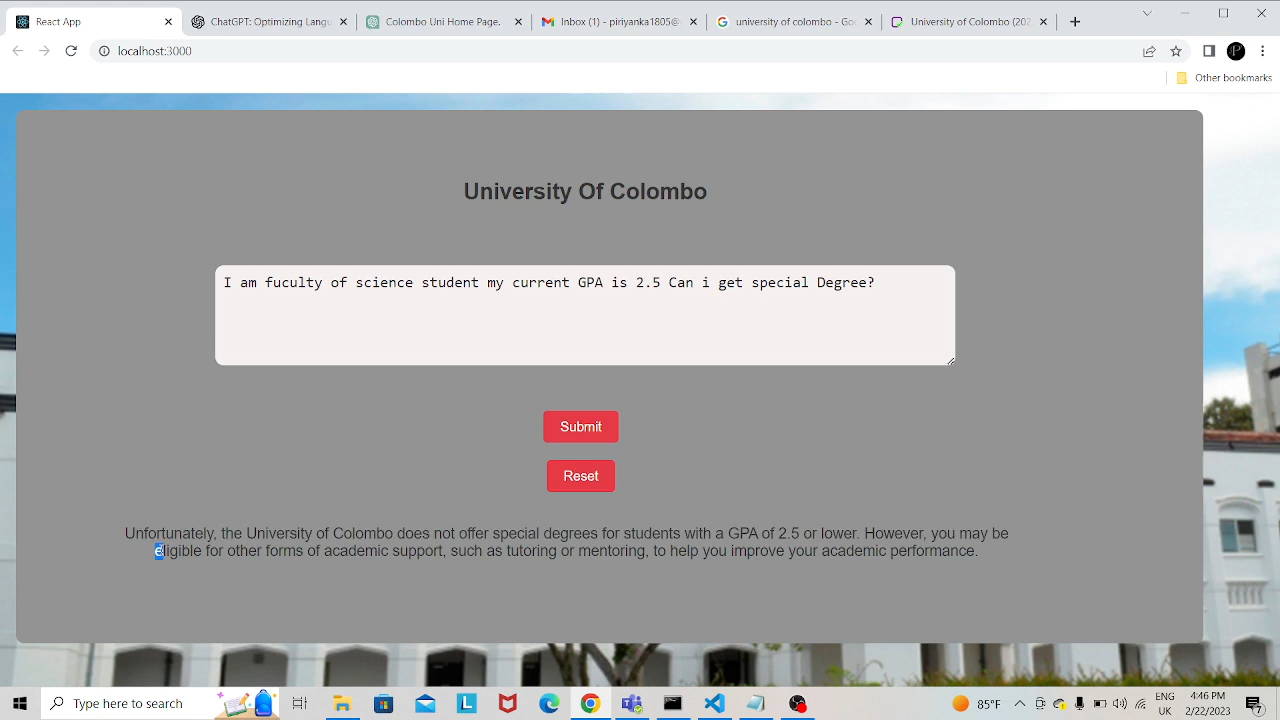 React App
ChatGPT: Optimizing Langu
Colombo Uni Home Page.
Inbox (1) - piriyanka1805@
university of colombo - Goo
University of Colombo (202
localhost:3000
P
Other bookmarks
University Of Colombo
I am fuculty of science student my current GPA is 2.5 Can i get special Degree?
Submit
Reset
Unfortunately, the University of Colombo does not offer special degrees for students with a GPA of 2.5 or lower. However, you may be
eligible for other forms of academic support, such as tutoring or mentoring, to help you improve your academic performance.
Type here to search
L
85°F
ENG
UK
4:46 PM
2/22/2023
7